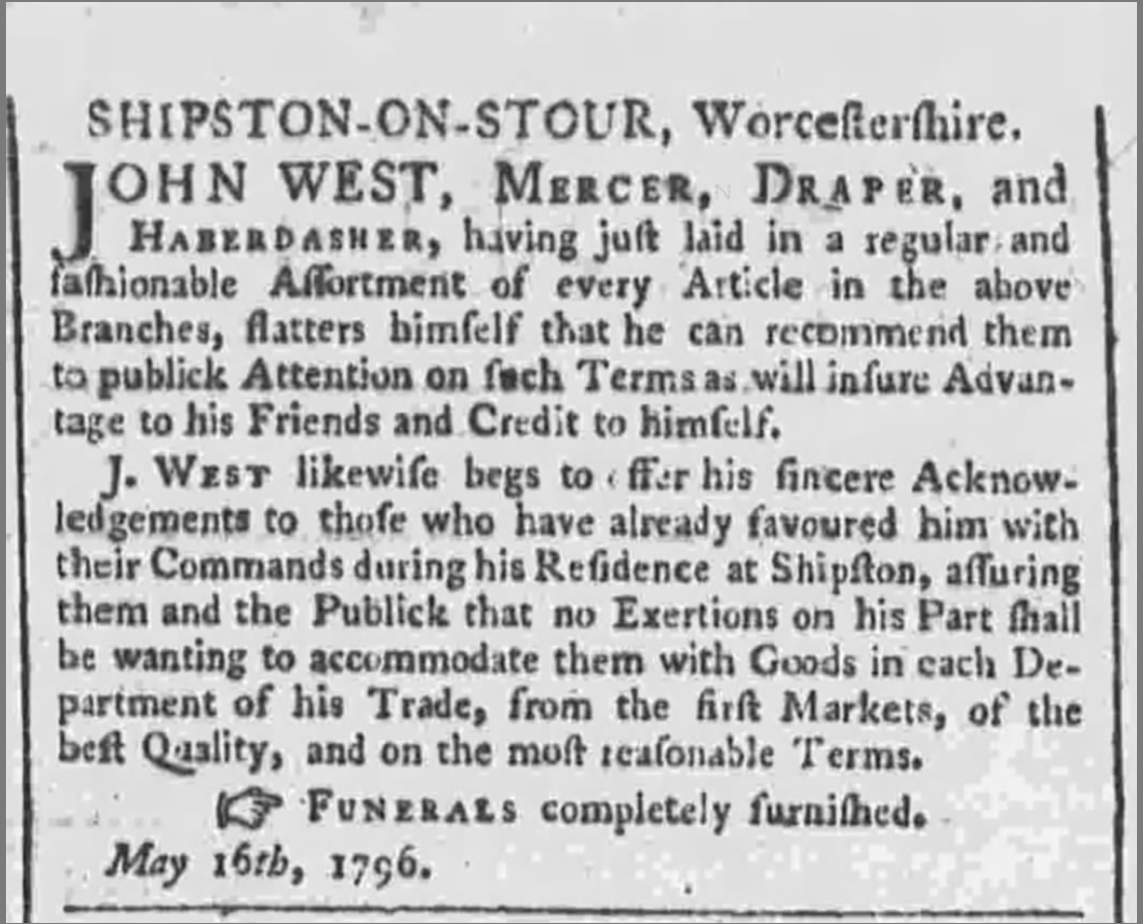 SHIPSTON-ON-STOUR, Worceſterſhire.
JOHN WEST, MERCER, DRAPER, and
HABERDASHER, having juſt laid in a regular and
faſhionable Aſſortment of every Article in the above
Branches, flatters himſelf that he can recommend them
to publick Attention on ſuch Terms as will inſure Advan-
tage to his Friends and Credit to himſelf.
J. WEST likewiſe begs to offer his ſincere Acknow-
ledgements to thoſe who have already favoured him with
their Commands during his Reſidence at Shipſton, aſſuring
them and the Publick that no Exertions on his Part ſhall
be wanting to accommodate them with Goods in each De-
partment of his Trade, from the firſt Markets, of the
beſt Quality, and on the moſt reaſonable Terms.
☞ FUNERALS completely furniſhed.
May 16th, 1796.